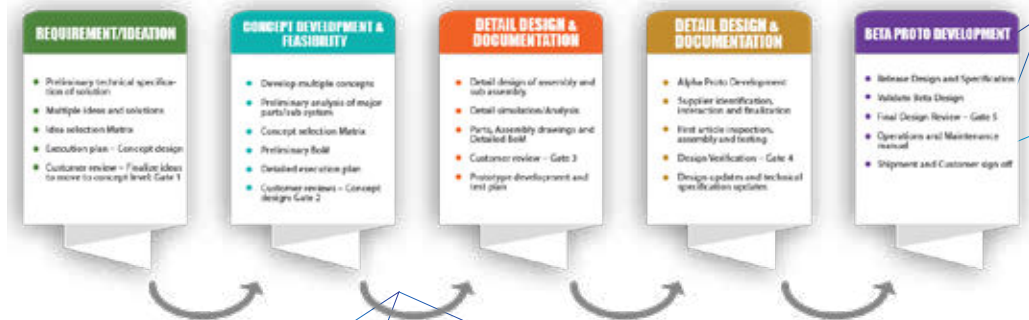 REQUIREMENT/IDEATION
Preliminary technical specifica-
tion of solution
Multiple ideas and solutions
Idea selection Matrix
Execution plan – Concept design
Customer review – Finalize ideas
to move to concept level: Gate 1
CONCEPT DEVELOPMENT &
FEASIBILITY
Develop multiple concepts
Preliminary analysis of major
parts/sub system
Concept selection Matrix
Preliminary BoM
Detailed execution plan
Customer reviews – Concept
design: Gate 2
DETAIL DESIGN &
DOCUMENTATION
Detail design of assembly and
sub assembly
Detail simulation/Analysis
Parts, Assembly drawings and
Detailed BoM
Customer review – Gate 3
Prototype development and
test plan
DETAIL DESIGN &
DOCUMENTATION
Alpha Proto Development
Supplier identification,
interaction and finalization
First article inspection,
assembly and testing
Design Verification – Gate 4
Design updates and technical
specification updates
BETA PROTO DEVELOPMENT
Release Design and Specification
Validate Beta Design
Final Design Review – Gate 5
Operations and Maintenance
manual
Shipment and Customer sign off